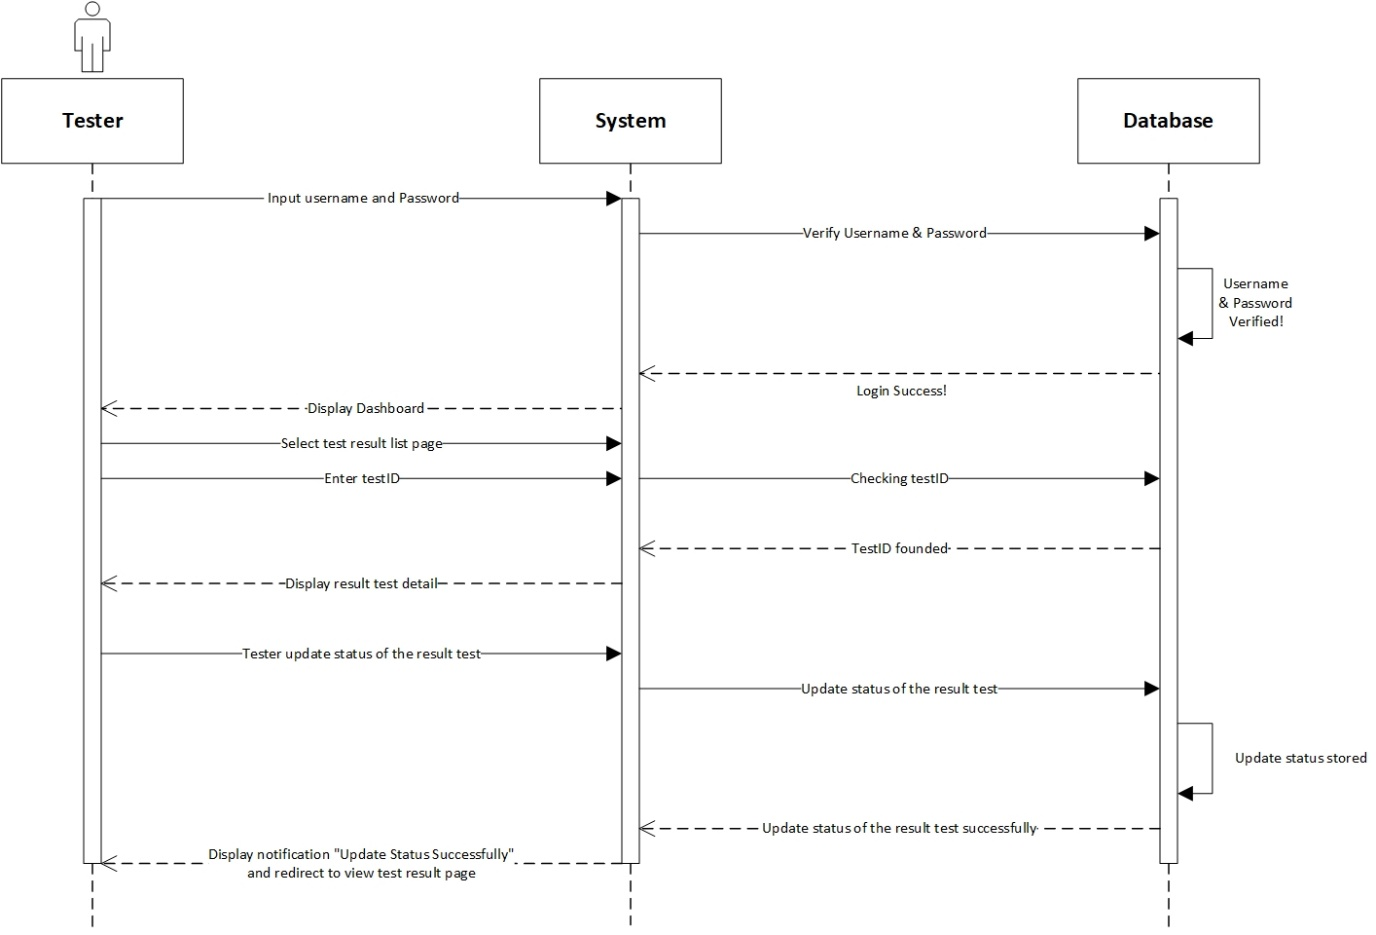 Tester
System
Database
Input username and Password
Verify Username & Password
Username
& Password
Verified!
Login Success!
Display Dashboard
Select test result list page
Enter testID
Checking testID
TestID founded
Display result test detail
Tester update status of the result test
Update status of the result test
Update status stored
Update status of the result test successfully
Display notification "Update Status Successfully"
and redirect to view test result page